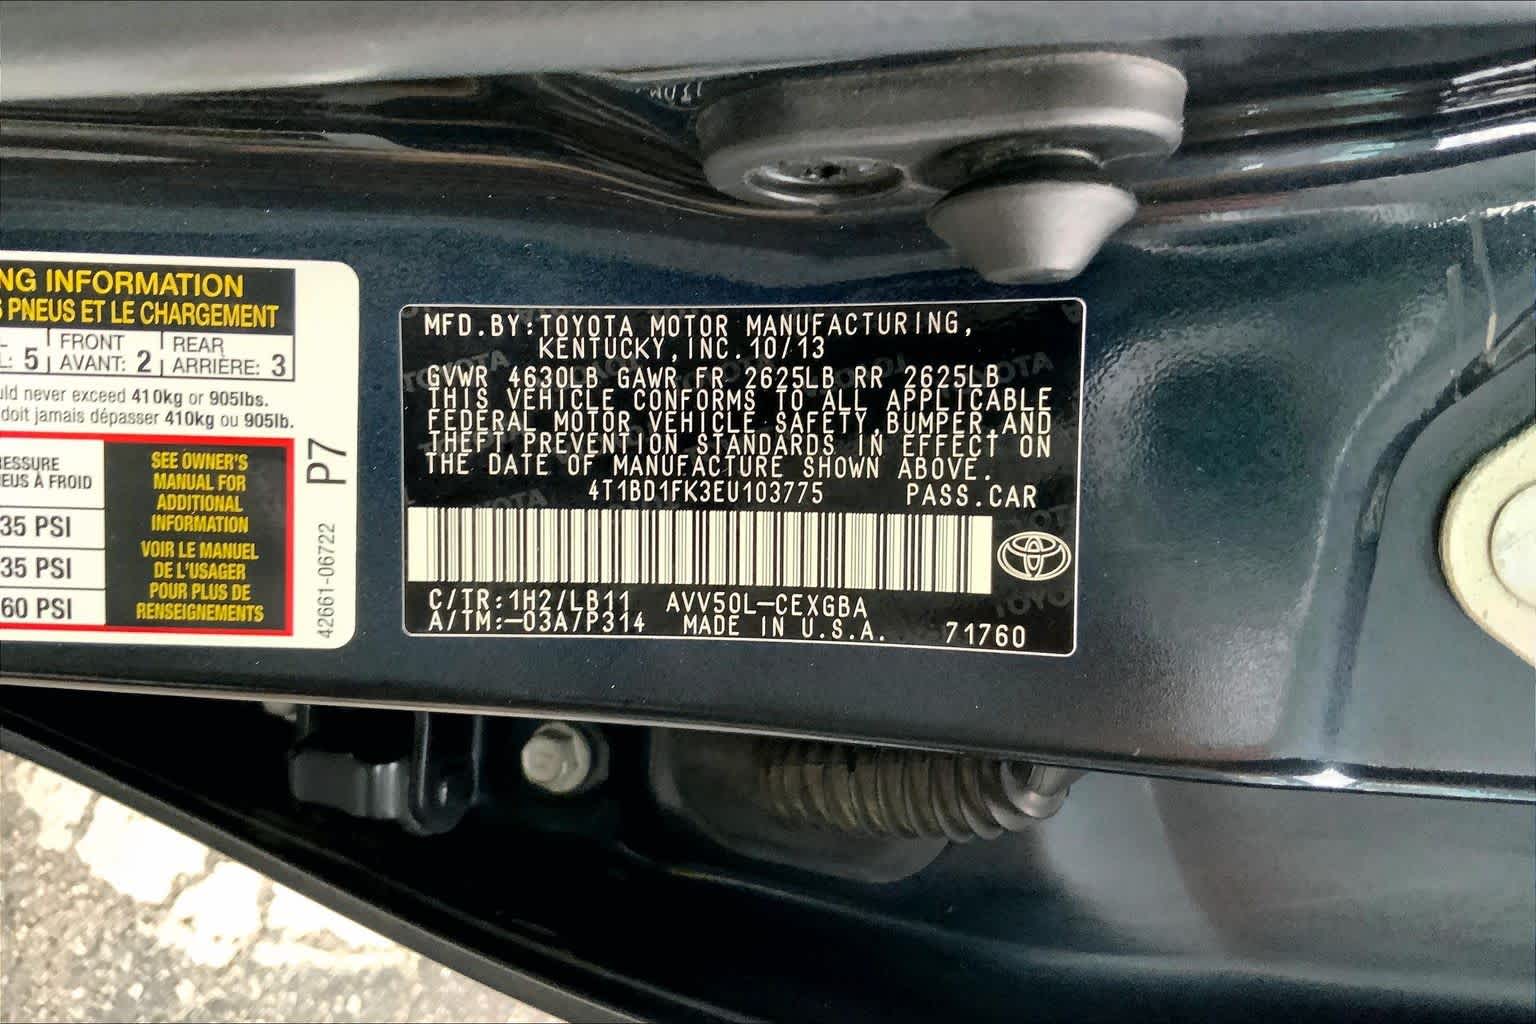 NG INFORMATION
S PNEUS ET LE CHARGEMENT
L: 5
FRONT
AVANT: 2
REAR
ARRIÈRE: 3
uld never exceed 410kg or 905lbs.
doit jamais dépasser 410kg ou 905lb.
ESSURE
EUS À FROID
35 PSI
35 PSI
60 PSI
SEE OWNER'S
MANUAL FOR
ADDITIONAL
INFORMATION
VOIR LE MANUEL
DE L'USAGER
POUR PLUS DE
RENSEIGNEMENTS
P7
42661-06722
MFD.BY:TOYOTA MOTOR MANUFACTURING,
KENTUCKY,INC.10/13
GVWR 4630LB GAWR FR 2625LB RR 2625LB
THIS VEHICLE CONFORMS TO ALL APPLICABLE
FEDERAL MOTOR VEHICLE SAFETY,BUMPER,AND
THEFT PREVENTION STANDARDS IN EFFECT ON
THE DATE OF MANUFACTURE SHOWN ABOVE.
4T1BD1FK3EU103775 PASS.CAR
C/TR:1H2/LB11 AVV50L-CEXGBA
A/TM:-03A/P314 MADE IN U.S.A. 71760